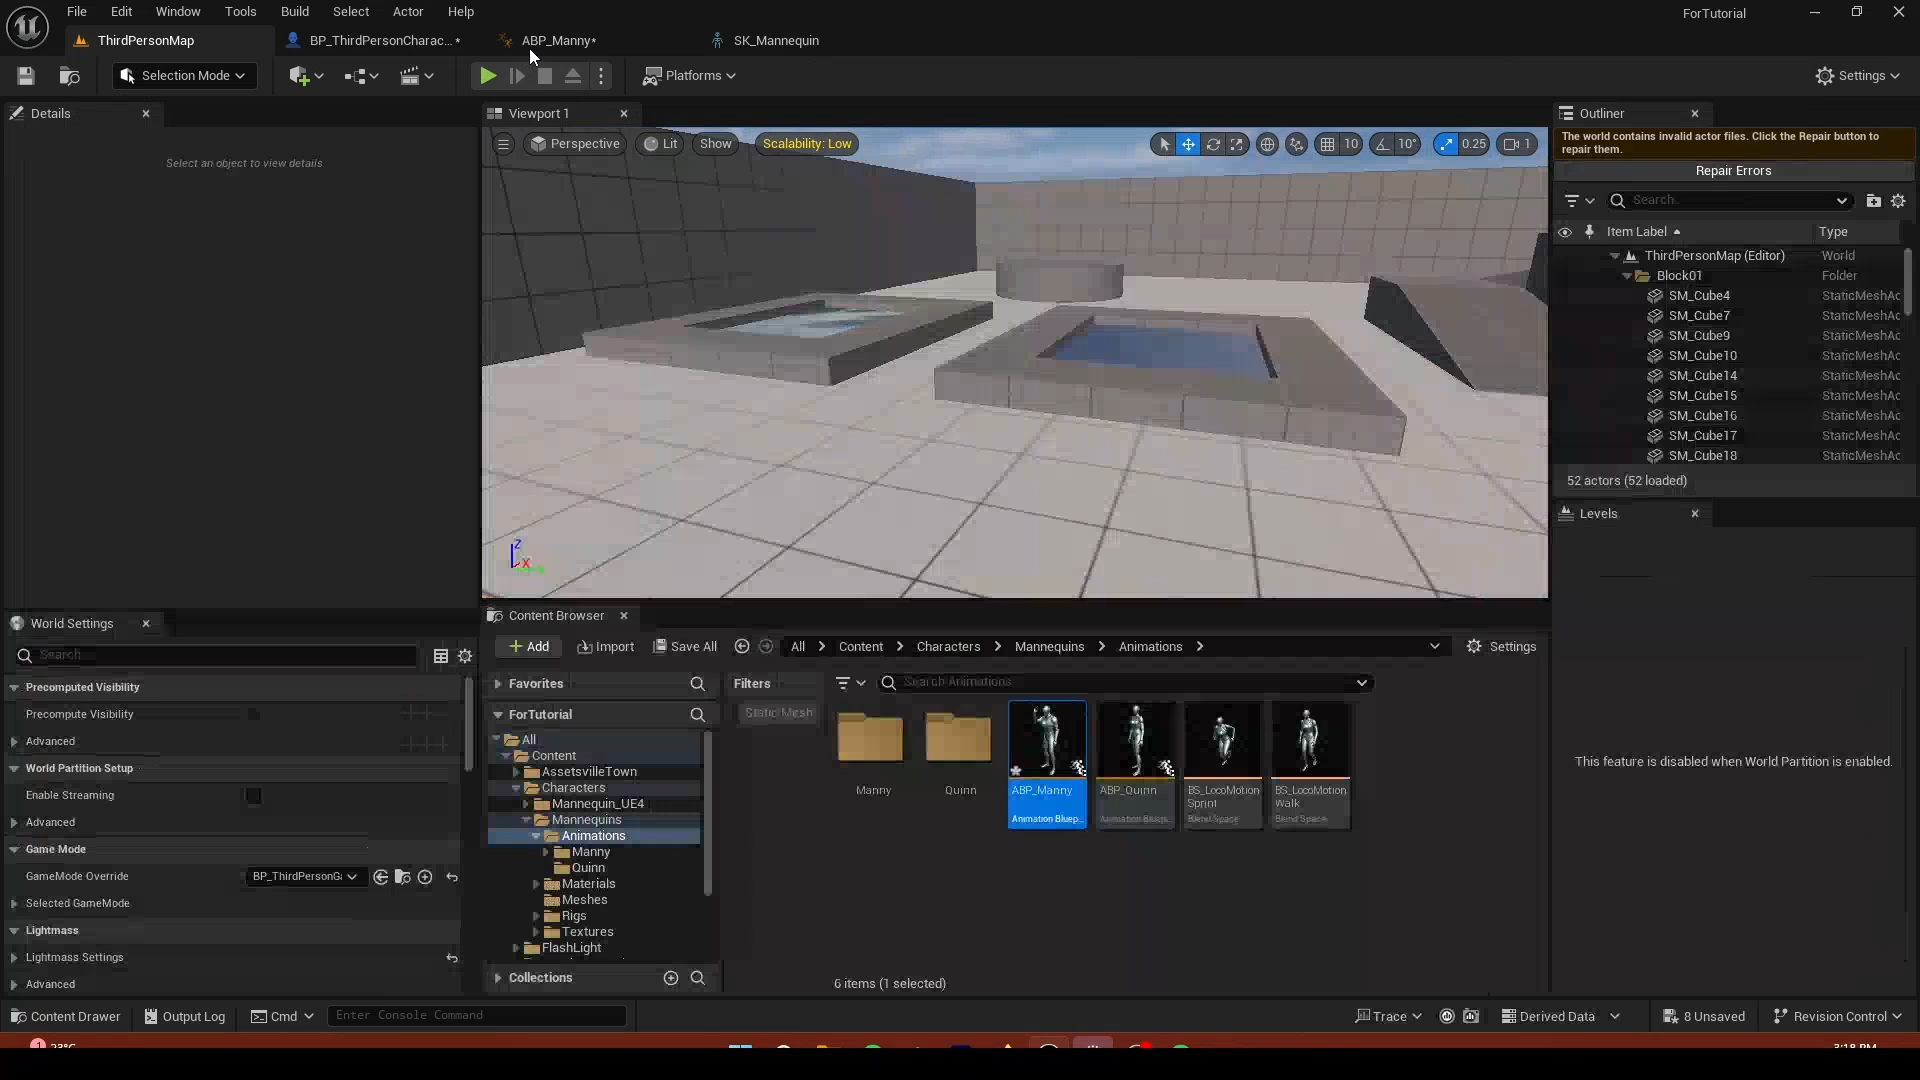 File Edit Window Tools Build Select Actor Help ForTutorial
ThirdPersonMap BP_ThirdPersonCharac...* ABP_Manny* SK_Mannequin
Selection Mode Platforms Settings
Details
Select an object to view details
Viewport 1
Perspective Lit Show Scalability: Low 10 10° 0.25 1
Z
X
Outliner
The world contains invalid actor files. Click the Repair button to
repair them.
Repair Errors
Search...
Item Label Type
ThirdPersonMap (Editor) World
Block01 Folder
SM_Cube4 StaticMeshAc
SM_Cube7 StaticMeshAc
SM_Cube9 StaticMeshAc
SM_Cube10 StaticMeshAc
SM_Cube14 StaticMeshAc
SM_Cube15 StaticMeshAc
SM_Cube16 StaticMeshAc
SM_Cube17 StaticMeshAc
SM_Cube18 StaticMeshAc
52 actors (52 loaded)
Levels
This feature is disabled when World Partition is enabled.
World Settings
Search
Precomputed Visibility
Precompute Visibility
Advanced
World Partition Setup
Enable Streaming
Advanced
Game Mode
GameMode Override BP_ThirdPersonGa
Selected GameMode
Lightmass
Lightmass Settings
Advanced
Content Browser
Add Import Save All All Content Characters Mannequins Animations Settings
Favorites
ForTutorial
All
Content
AssetsvilleTown
Characters
Mannequin_UE4
Mannequins
Animations
Manny
Quinn
Materials
Meshes
Rigs
Textures
FlashLight
Collections
Filters
Static Mesh
Search Animations
Manny
Quinn
ABP_Manny
Animation Bluep...
ABP_Quinn
Animation Bluep...
BS_LocoMotion
Sprint
Blend Space
BS_LocoMotion
Walk
Blend Space
6 items (1 selected)
Content Drawer Output Log Cmd Enter Console Command Trace Derived Data 8 Unsaved Revision Control
1 23°C 3:18 PM